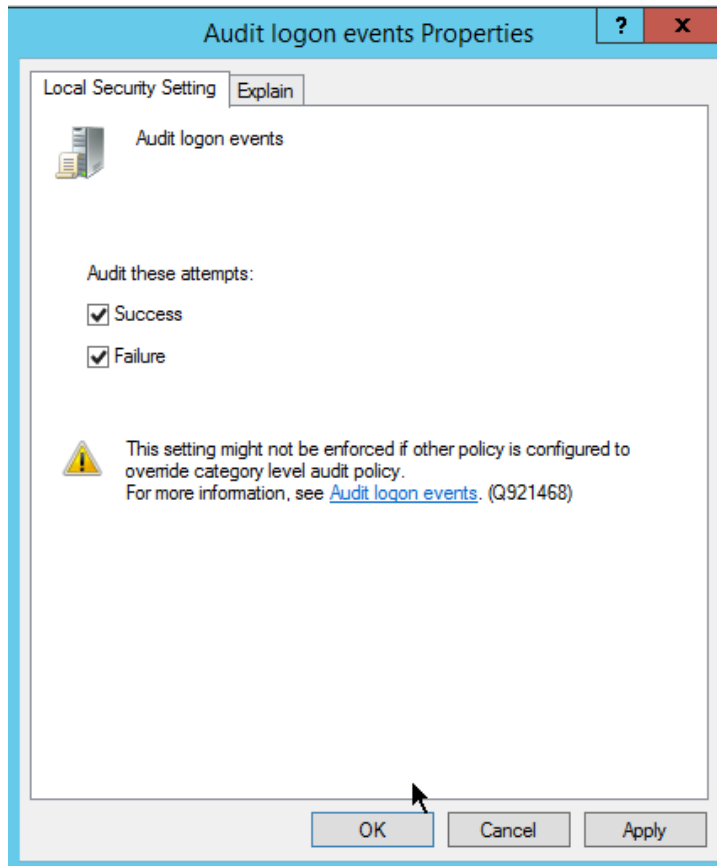 Audit logon events Properties
? x
Local Security Setting Explain
Audit logon events
Audit these attempts:
Success
Failure
This setting might not be enforced if other policy is configured to
override category level audit policy.
For more information, see Audit logon events. (Q921468)
OK Cancel Apply